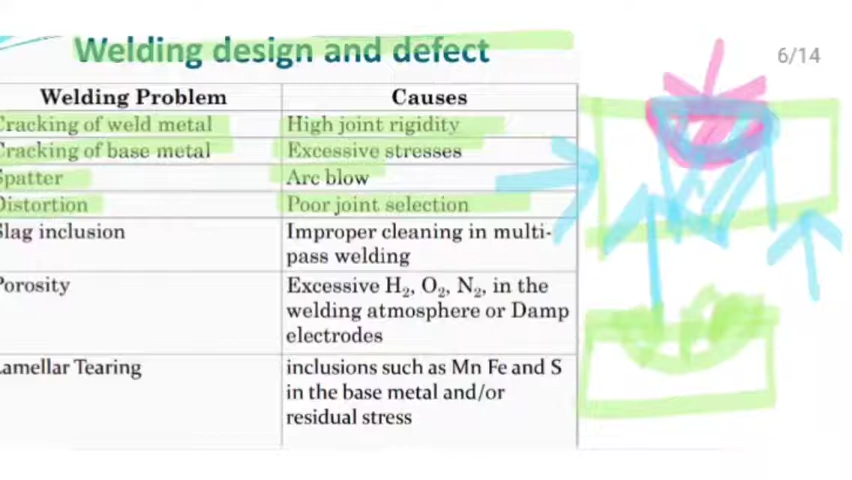 Welding design and defect
6/14
Welding Problem Causes
Cracking of weld metal High joint rigidity
Cracking of base metal Excessive stresses
Spatter Arc blow
Distortion Poor joint selection
Slag inclusion Improper cleaning in multi-
pass welding
Porosity Excessive H₂, O₂, N₂, in the
welding atmosphere or Damp
electrodes
Lamellar Tearing inclusions such as Mn Fe and S
in the base metal and/or
residual stress